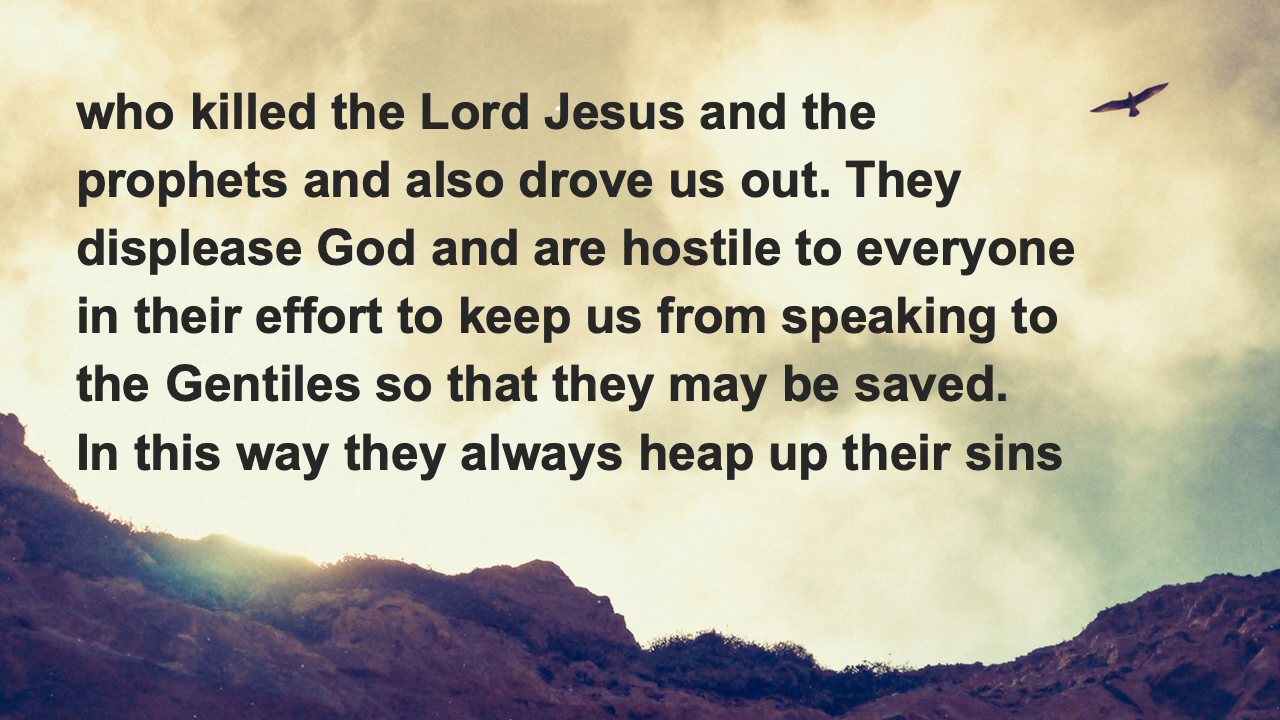 who killed the Lord Jesus and the
prophets and also drove us out. They
displease God and are hostile to everyone
in their effort to keep us from speaking to
the Gentiles so that they may be saved.
In this way they always heap up their sins